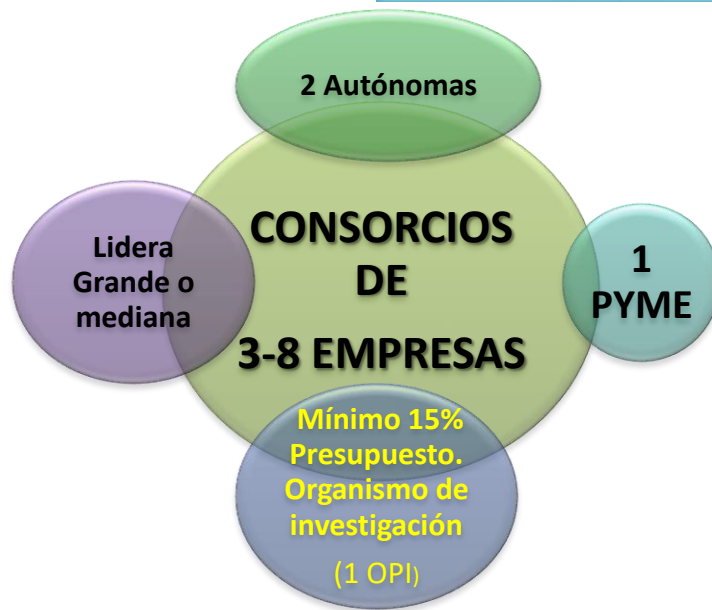 2 Autónomas
CONSORCIOS
DE
3-8 EMPRESAS
Lidera
Grande o
mediana
1
PYME
Mínimo 15%
Presupuesto.
Organismo de
investigación
(1 OPI)